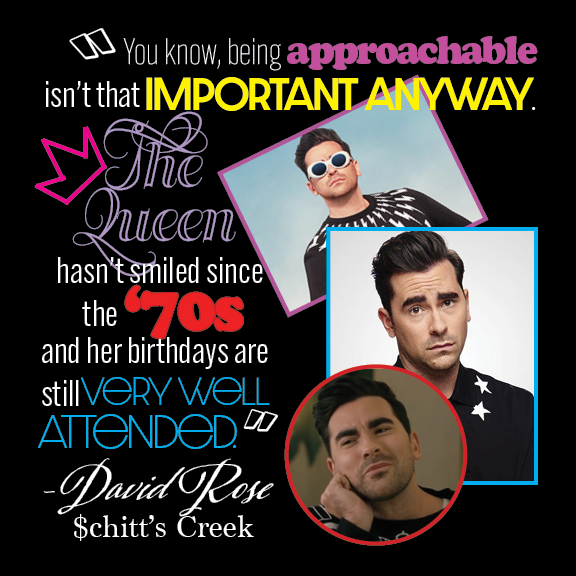 “ You know, being approachable
isn't that IMPORTANT ANYWAY.
The
Queen
hasn't smiled since
the ‘70s
and her birthdays are
still VERY WELL
ATTENDED. ”
-David Rose
$chitt's Creek